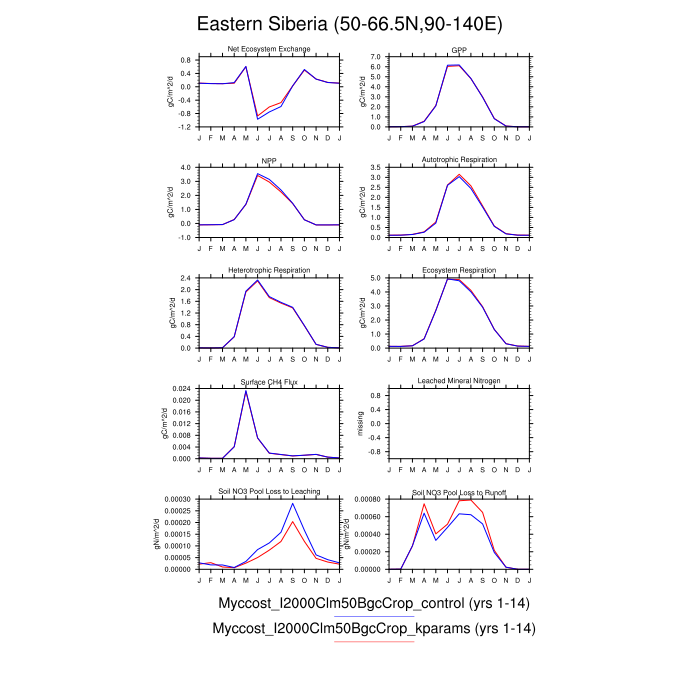 Eastern Siberia (50-66.5N,90-140E)
Net Ecosystem Exchange
gC/m^2/d
0.8
0.4
0.0
-0.4
-0.8
-1.2
J F M A M J J A S O N D J
GPP
gC/m^2/d
7.0
6.0
5.0
4.0
3.0
2.0
1.0
0.0
J F M A M J J A S O N D J
NPP
gC/m^2/d
4.0
3.0
2.0
1.0
0.0
-1.0
J F M A M J J A S O N D J
Autotrophic Respiration
gC/m^2/d
3.5
3.0
2.5
2.0
1.5
1.0
0.5
0.0
J F M A M J J A S O N D J
Heterotrophic Respiration
gC/m^2/d
2.4
2.0
1.6
1.2
0.8
0.4
0.0
J F M A M J J A S O N D J
Ecosystem Respiration
gC/m^2/d
5.0
4.0
3.0
2.0
1.0
0.0
J F M A M J J A S O N D J
Surface CH4 Flux
gC/m^2/d
0.024
0.020
0.016
0.012
0.008
0.004
0.000
J F M A M J J A S O N D J
Leached Mineral Nitrogen
missing
0.8
0.4
0.0
-0.4
-0.8
J F M A M J J A S O N D J
Soil NO3 Pool Loss to Leaching
gN/m^2/d
0.00030
0.00025
0.00020
0.00015
0.00010
0.00005
0.00000
J F M A M J J A S O N D J
Soil NO3 Pool Loss to Runoff
gN/m^2/d
0.00080
0.00060
0.00040
0.00020
0.00000
J F M A M J J A S O N D J
Myccost_I2000Clm50BgcCrop_control (yrs 1-14)
Myccost_I2000Clm50BgcCrop_kparams (yrs 1-14)